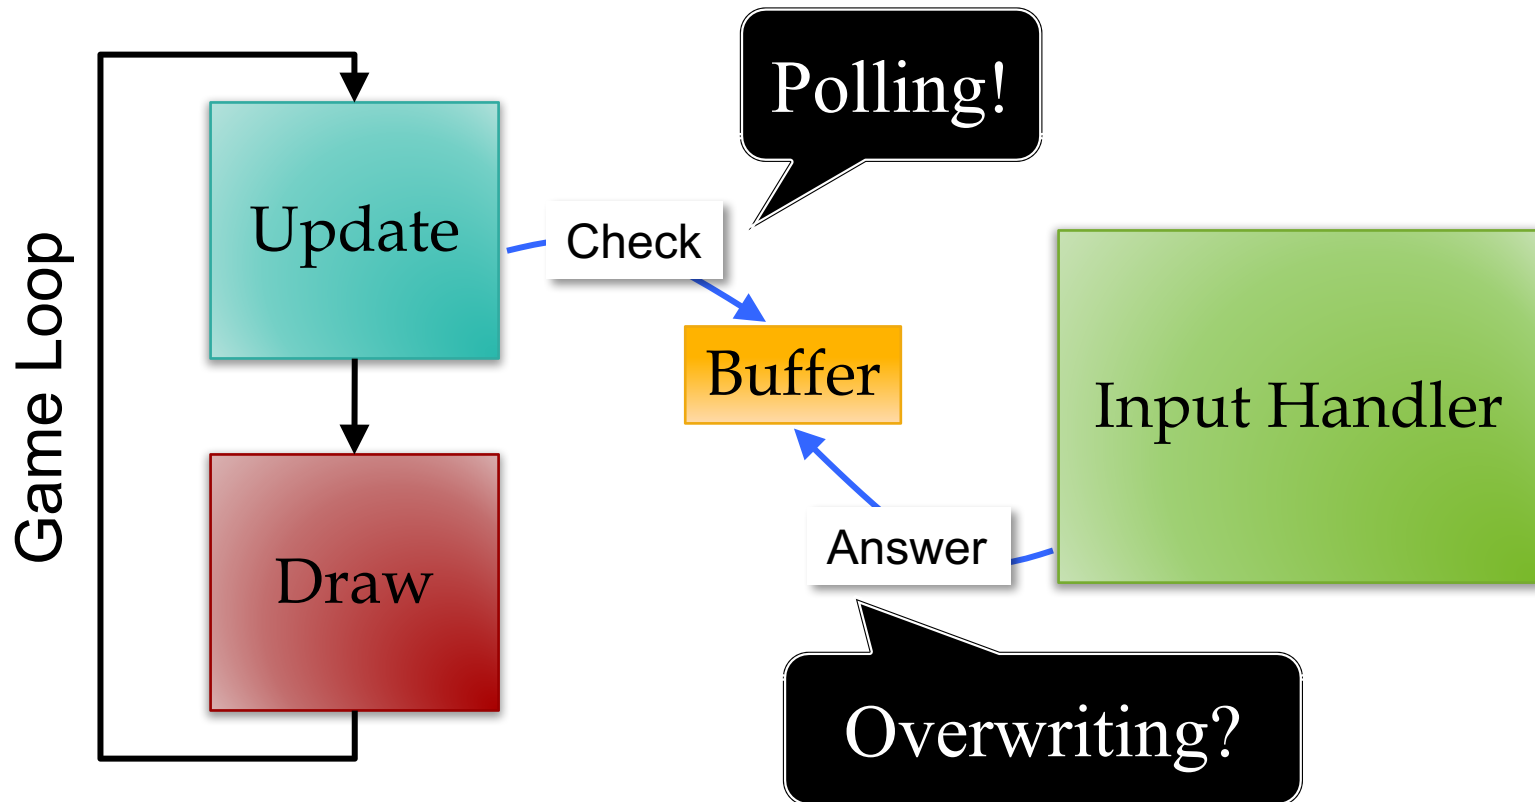 Polling!
Update
Check
Game Loop
Buffer
Input Handler
Answer
Draw
Overwriting?